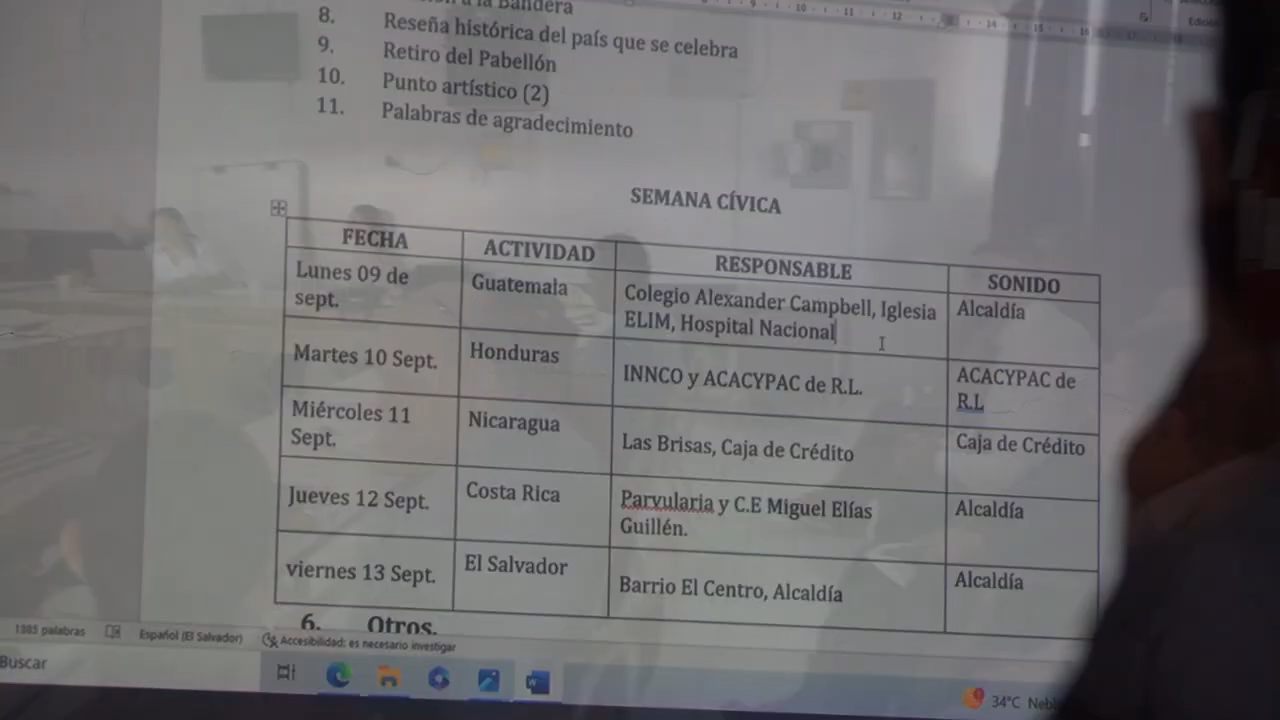 la Bandera
8. Reseña histórica del país que se celebra
9. Retiro del Pabellón
10. Punto artístico (2)
11. Palabras de agradecimiento
SEMANA CÍVICA
FECHA ACTIVIDAD RESPONSABLE SONIDO
Lunes 09 de
sept.
Guatemala
Colegio Alexander Campbell, Iglesia
ELIM, Hospital Nacional
Alcaldía
Martes 10 Sept.
Honduras
INNCO y ACACYPAC de R.L.
ACACYPAC de
R.L
Miércoles 11
Sept.
Nicaragua
Las Brisas, Caja de Crédito
Caja de Crédito
Jueves 12 Sept.
Costa Rica
Parvularia y C.E Miguel Elías
Guillén.
Alcaldía
viernes 13 Sept.
El Salvador
Barrio El Centro, Alcaldía
Alcaldía
6. Otros.
1385 palabras Español (El Salvador) Accesibilidad: es necesario investigar
Buscar
34°C